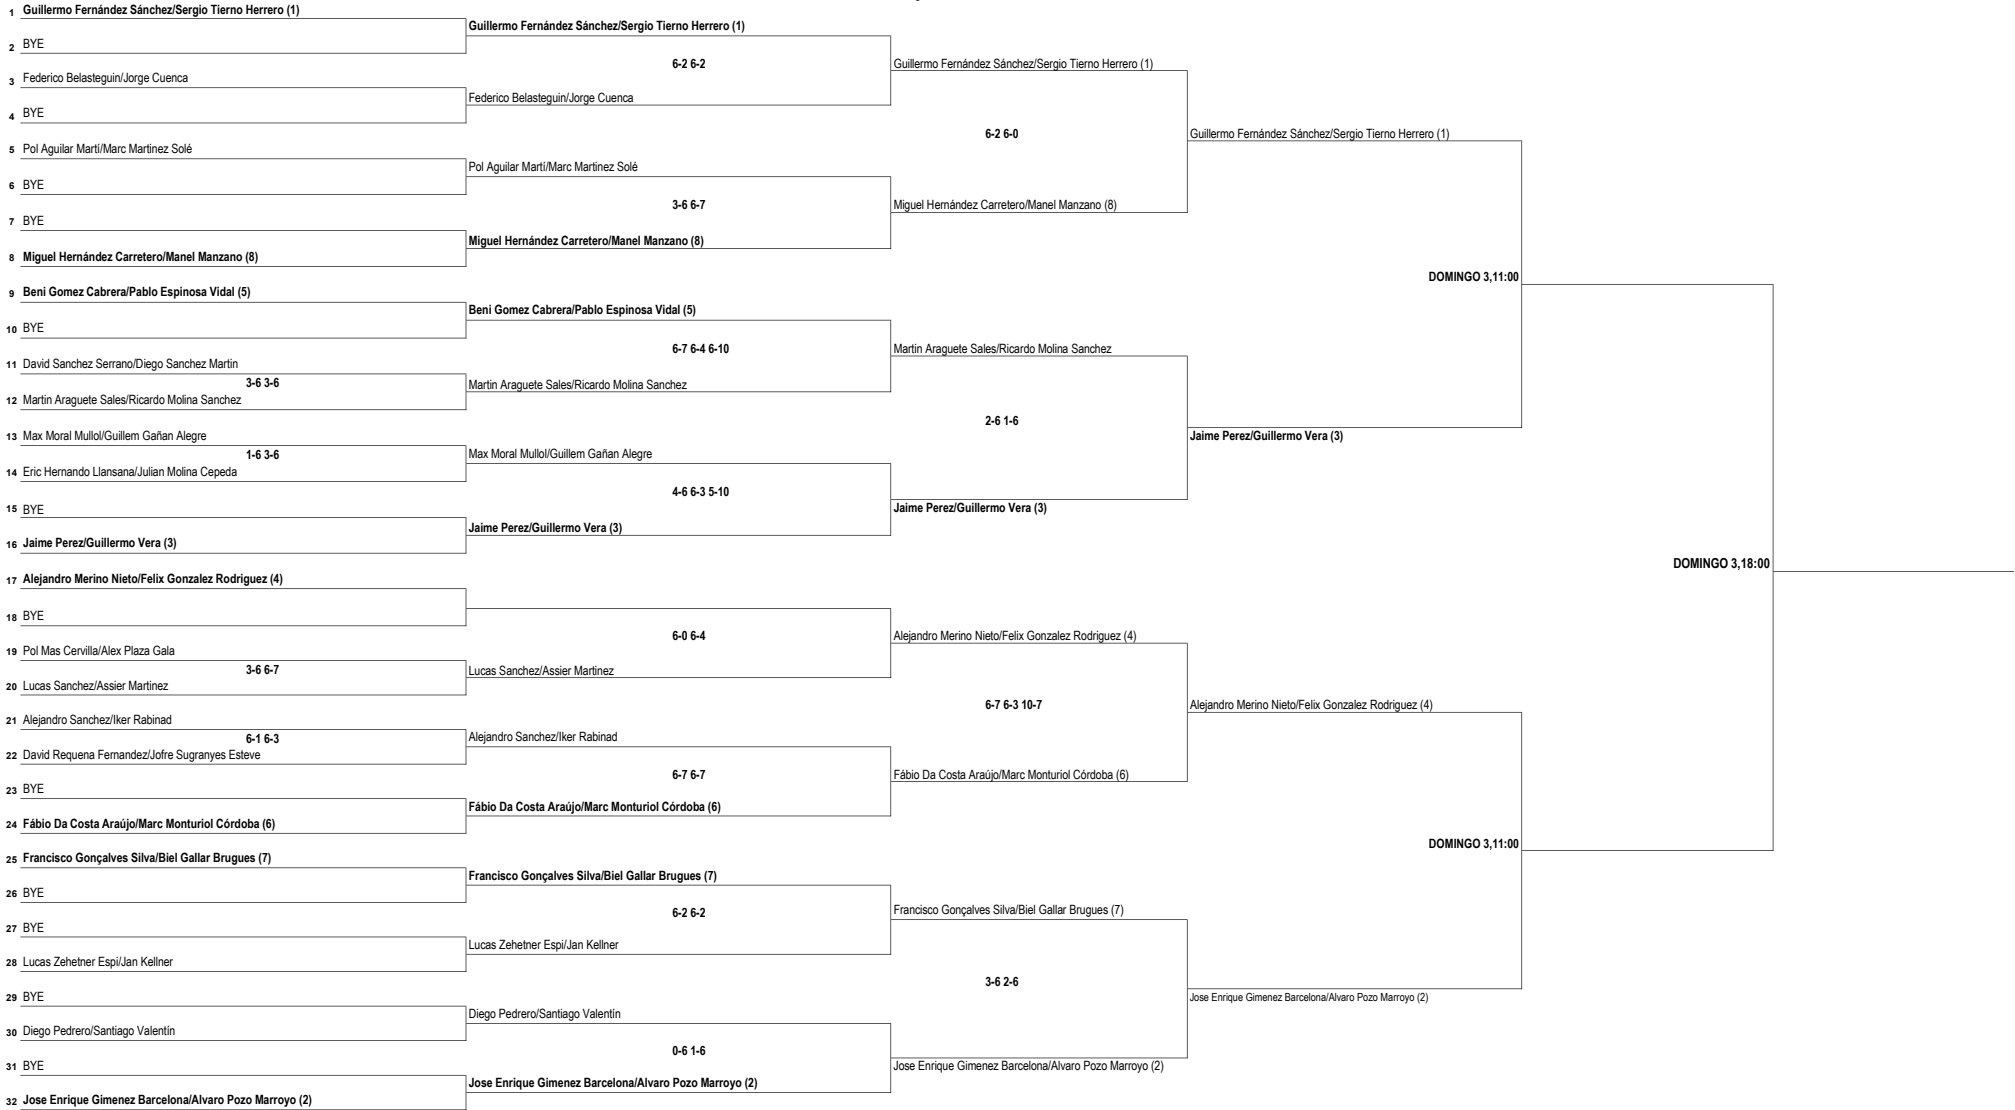 1 Guillermo Fernández Sánchez/Sergio Tierno Herrero (1)
Guillermo Fernández Sánchez/Sergio Tierno Herrero (1)
2 BYE
6-2 6-2
Guillermo Fernández Sánchez/Sergio Tierno Herrero (1)
3 Federico Belasteguin/Jorge Cuenca
Federico Belasteguin/Jorge Cuenca
4 BYE
6-2 6-0
Guillermo Fernández Sánchez/Sergio Tierno Herrero (1)
5 Pol Aguilar Martí/Marc Martinez Solé
Pol Aguilar Martí/Marc Martinez Solé
6 BYE
3-6 6-7
Miguel Hernández Carretero/Manel Manzano (8)
7 BYE
Miguel Hernández Carretero/Manel Manzano (8)
8 Miguel Hernández Carretero/Manel Manzano (8)
DOMINGO 3,11:00
9 Beni Gomez Cabrera/Pablo Espinosa Vidal (5)
Beni Gomez Cabrera/Pablo Espinosa Vidal (5)
10 BYE
6-7 6-4 6-10
Martin Araguete Sales/Ricardo Molina Sanchez
11 David Sanchez Serrano/Diego Sanchez Martin
3-6 3-6
Martin Araguete Sales/Ricardo Molina Sanchez
12 Martin Araguete Sales/Ricardo Molina Sanchez
2-6 1-6
13 Max Moral Mullol/Guillem Gañan Alegre
Jaime Perez/Guillermo Vera (3)
1-6 3-6
Max Moral Mullol/Guillem Gañan Alegre
14 Eric Hernando Llansana/Julian Molina Cepeda
4-6 6-3 5-10
15 BYE
Jaime Perez/Guillermo Vera (3)
Jaime Perez/Guillermo Vera (3)
16 Jaime Perez/Guillermo Vera (3)
DOMINGO 3,18:00
17 Alejandro Merino Nieto/Felix Gonzalez Rodriguez (4)
18 BYE
6-0 6-4
Alejandro Merino Nieto/Felix Gonzalez Rodriguez (4)
19 Pol Mas Cervilla/Alex Plaza Gala
3-6 6-7
Lucas Sanchez/Assier Martinez
20 Lucas Sanchez/Assier Martinez
6-7 6-3 10-7
Alejandro Merino Nieto/Felix Gonzalez Rodriguez (4)
21 Alejandro Sanchez/Iker Rabinad
6-1 6-3
Alejandro Sanchez/Iker Rabinad
22 David Requena Fernandez/Jofre Sugranyes Esteve
6-7 6-7
Fábio Da Costa Araújo/Marc Monturiol Córdoba (6)
23 BYE
Fábio Da Costa Araújo/Marc Monturiol Córdoba (6)
24 Fábio Da Costa Araújo/Marc Monturiol Córdoba (6)
DOMINGO 3,11:00
25 Francisco Gonçalves Silva/Biel Gallar Brugues (7)
Francisco Gonçalves Silva/Biel Gallar Brugues (7)
26 BYE
6-2 6-2
Francisco Gonçalves Silva/Biel Gallar Brugues (7)
27 BYE
Lucas Zehetner Espi/Jan Kellner
28 Lucas Zehetner Espi/Jan Kellner
3-6 2-6
29 BYE
Jose Enrique Gimenez Barcelona/Alvaro Pozo Marroyo (2)
Diego Pedrero/Santiago Valentín
30 Diego Pedrero/Santiago Valentín
0-6 1-6
31 BYE
Jose Enrique Gimenez Barcelona/Alvaro Pozo Marroyo (2)
Jose Enrique Gimenez Barcelona/Alvaro Pozo Marroyo (2)
32 Jose Enrique Gimenez Barcelona/Alvaro Pozo Marroyo (2)